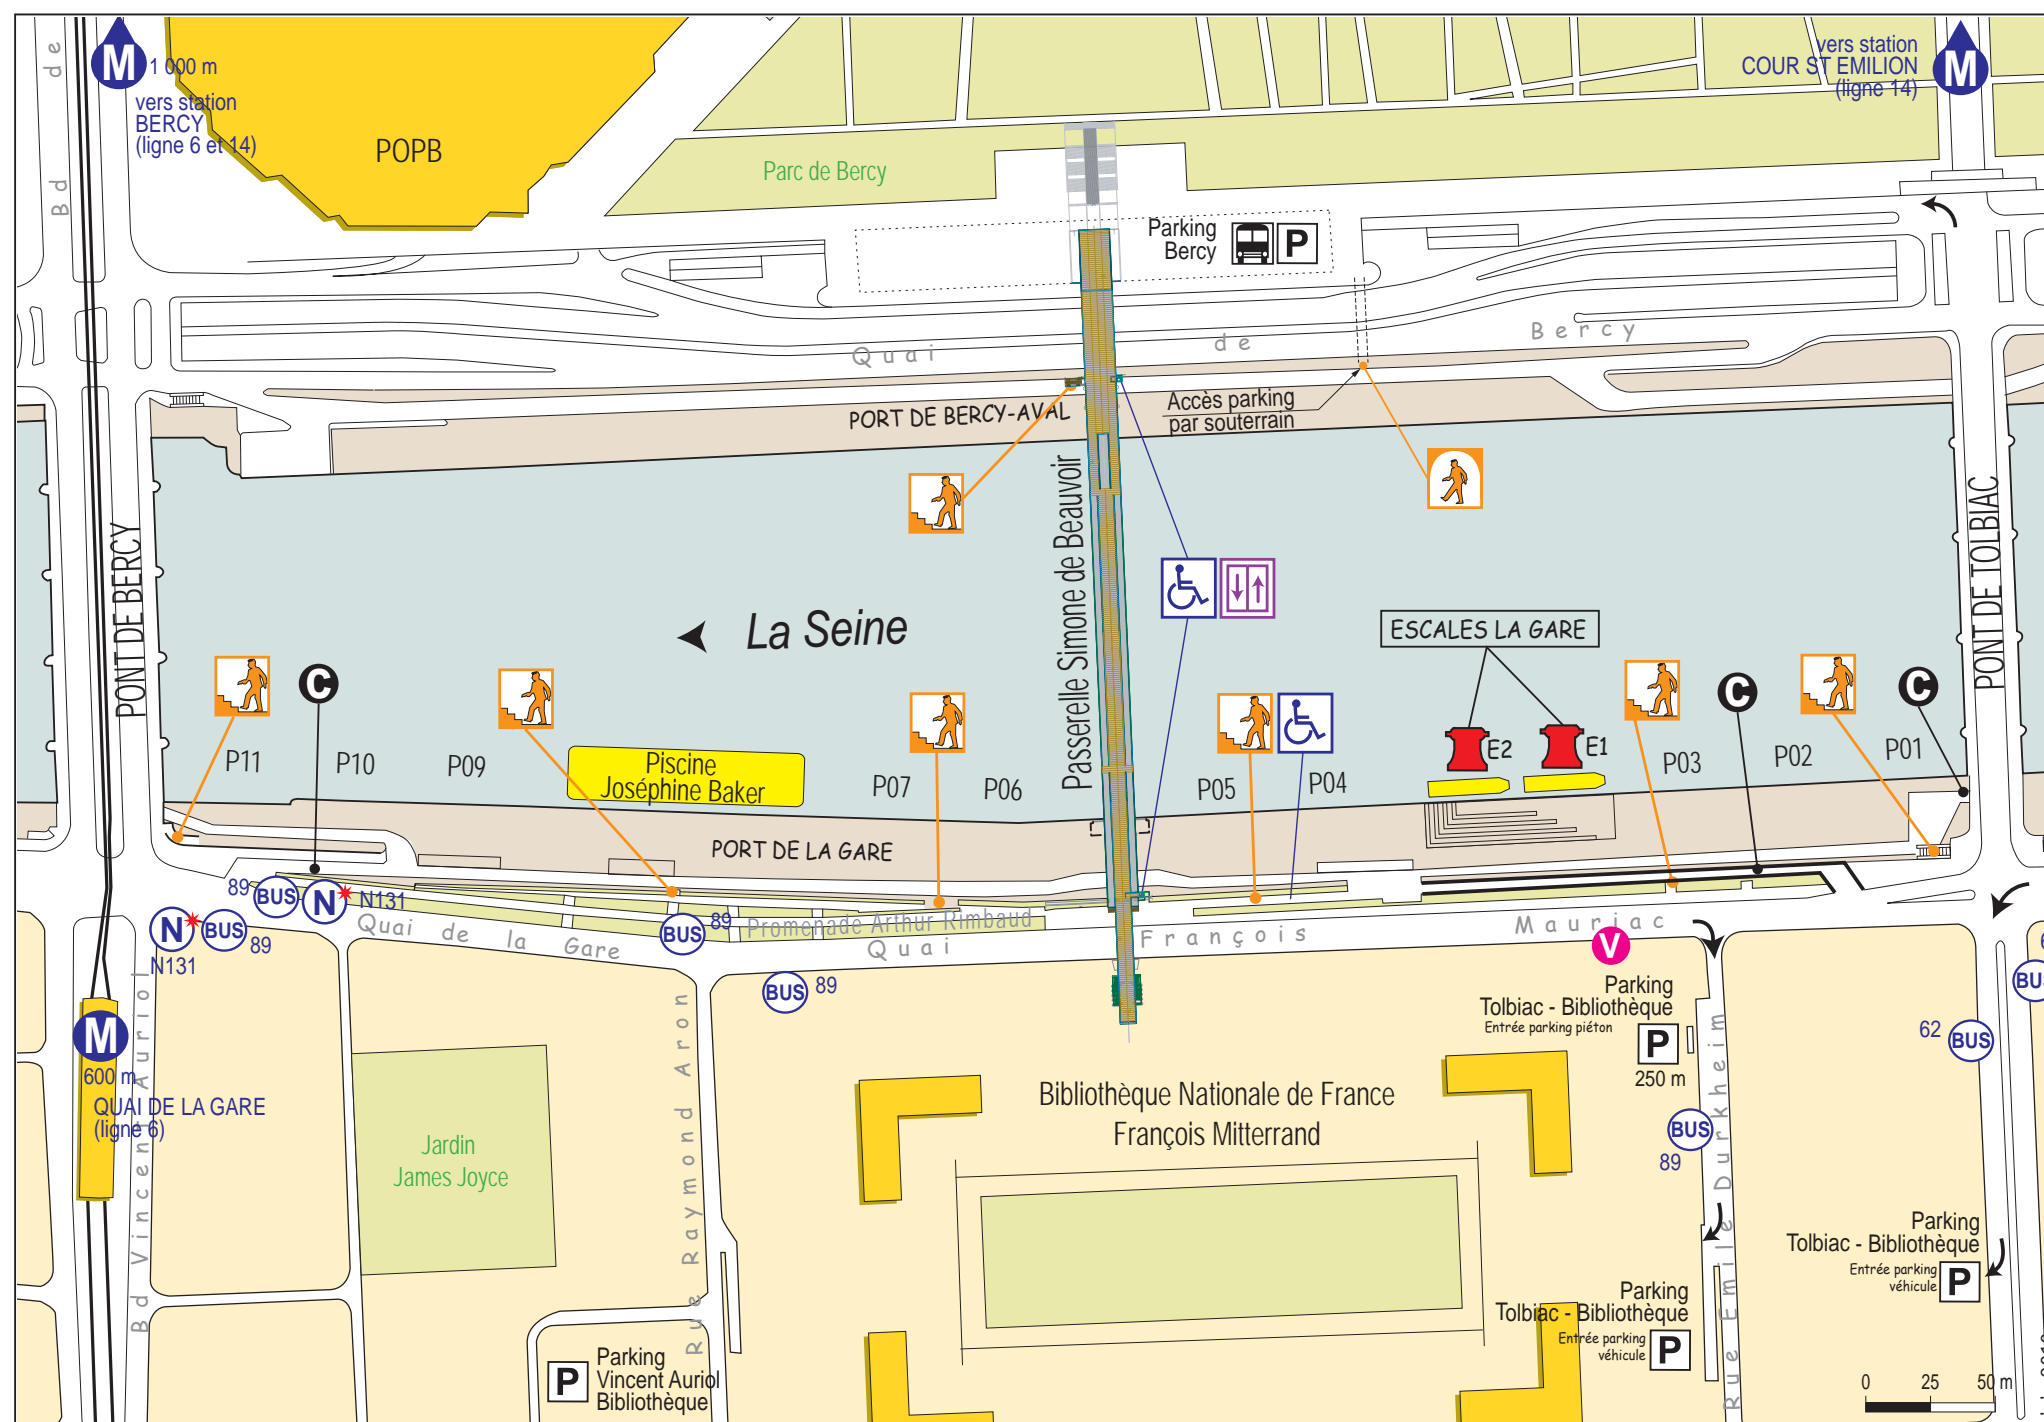 Bd de
M
1 000 m
vers station
BERCY
(ligne 6 et 14)
POPB
Parc de Bercy
vers station
COUR ST EMILION
(ligne 14)
M
Parking
Bercy
P
Quai de Bercy
PORT DE BERCY-AVAL
Accès parking
par souterrain
PONT DE BERCY
Passerelle Simone de Beauvoir
PONT DE TOLBIAC
La Seine
ESCALES LA GARE
E2
E1
C
C
C
P11
P10
P09
Piscine
Joséphine Baker
P07
P06
P05
P04
P03
P02
P01
PORT DE LA GARE
89
BUS
N
N131
N
BUS
89
N131
Quai de la Gare
BUS
89
Promenade Arthur Rimbaud
Quai François Mauriac
BUS
89
V
M
600 m
QUAI DE LA GARE
(ligne 6)
Bd Vincent Auriol
Jardin
James Joyce
Rue Raymond Aron
Bibliothèque Nationale de France
François Mitterrand
Parking
Tolbiac - Bibliothèque
Entrée parking piéton
P
250 m
BUS
89
Rue Emile Durkheim
62
BUS
BUS
Parking
Tolbiac - Bibliothèque
Entrée parking
véhicule
P
Parking
Tolbiac - Bibliothèque
Entrée parking
véhicule
P
P
Parking
Vincent Auriol
Bibliothèque
0 25 50 m